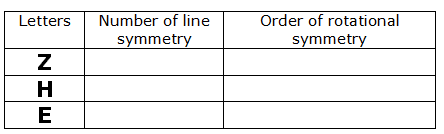 Letters Number of line symmetry Order of rotational symmetry
Z
H
E